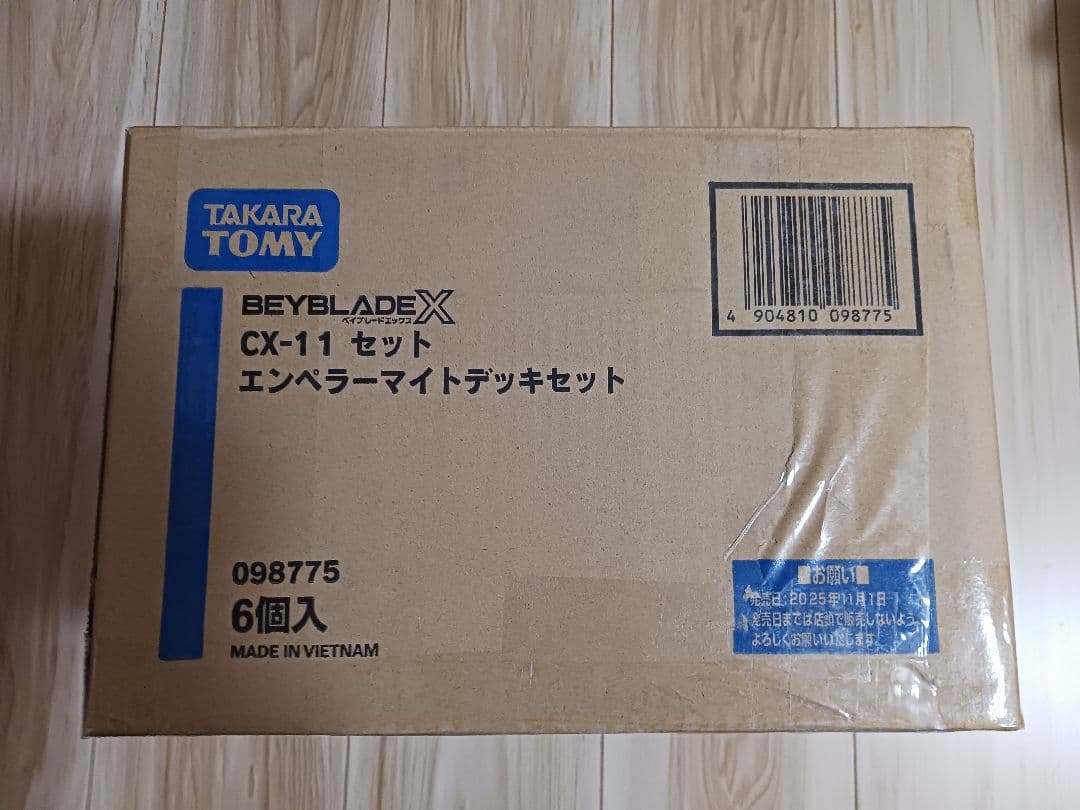 TAKARA
TOMY
BEYBLADE X
ベイブレードエックス
CX-11 セット
エンペラーマイトデッキセット
4 904810 098775
098775
6個入
MADE IN VIETNAM
■お願い■
発売日:2025年11月1日
発売日までは店頭で販売しないよう
よろしくお願いいたします